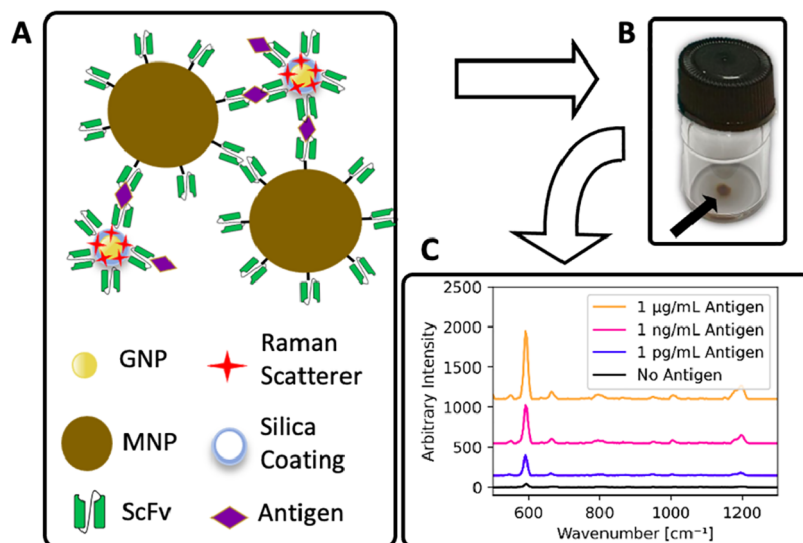 A
GNP
Raman
Scatterer
MNP
Silica
Coating
ScFv
Antigen
B
C
2500
2000
1500
1000
500
0
Arbitrary Intensity
1 μg/mL Antigen
1 ng/mL Antigen
1 pg/mL Antigen
No Antigen
600
800
1000
1200
Wavenumber [cm⁻¹]